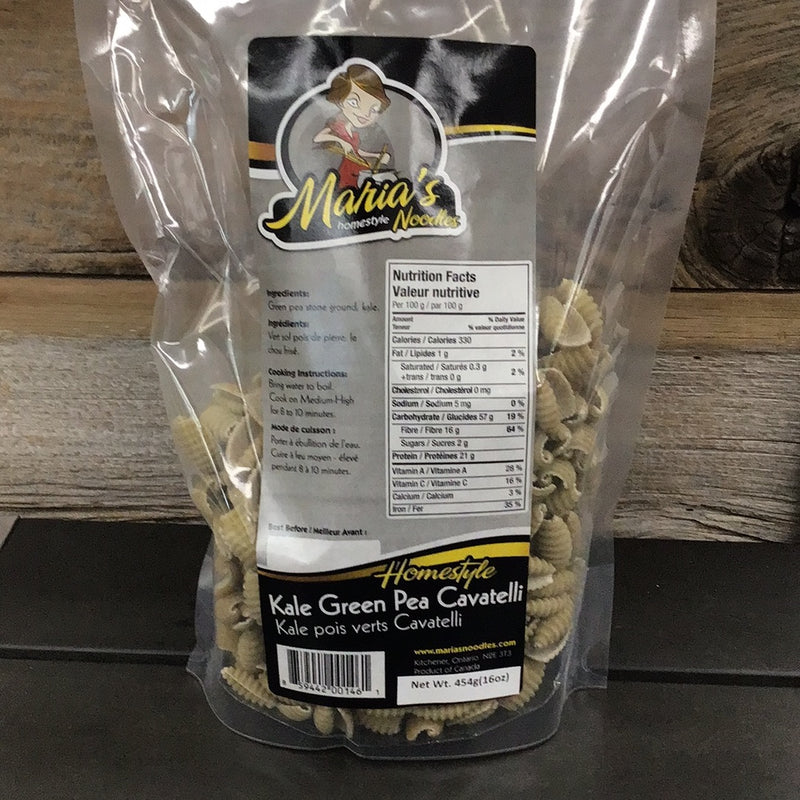 Maria's
homestyle Noodles
Ingredients:
Green pea stone ground, kale.
Ingrédients:
Vert sol pois de pierre, le
chou frisé.
Cooking Instructions:
Bring water to boil.
Cook on Medium-High
for 8 to 10 minutes.
Mode de cuisson :
Porter à ébullition de l'eau.
Cuire à feu moyen - élevé
pendant 8 à 10 minutes.
Best Before / Meilleur Avant :
Nutrition Facts
Valeur nutritive
Per 100 g / par 100 g
Amount % Daily Value
Teneur % valeur quotidienne
Calories / Calories 330
Fat / Lipides 1 g 2 %
Saturated / Saturés 0.3 g
+trans / trans 0 g 2 %
Cholesterol / Cholestérol 0 mg
Sodium / Sodium 5 mg 0 %
Carbohydrate / Glucides 57 g 19 %
Fibre / Fibre 16 g 64 %
Sugars / Sucres 2 g
Protein / Protéines 21 g
Vitamin A / Vitamine A 28 %
Vitamin C / Vitamine C 16 %
Calcium / Calcium 3 %
Iron / Fer 35 %
Homestyle
Kale Green Pea Cavatelli
Kale pois verts Cavatelli
8 59442 00146 1
www.mariasnoodles.com
Kitchener, Ontario N2E 3T3
Product of Canada
Net Wt. 454g(16oz)